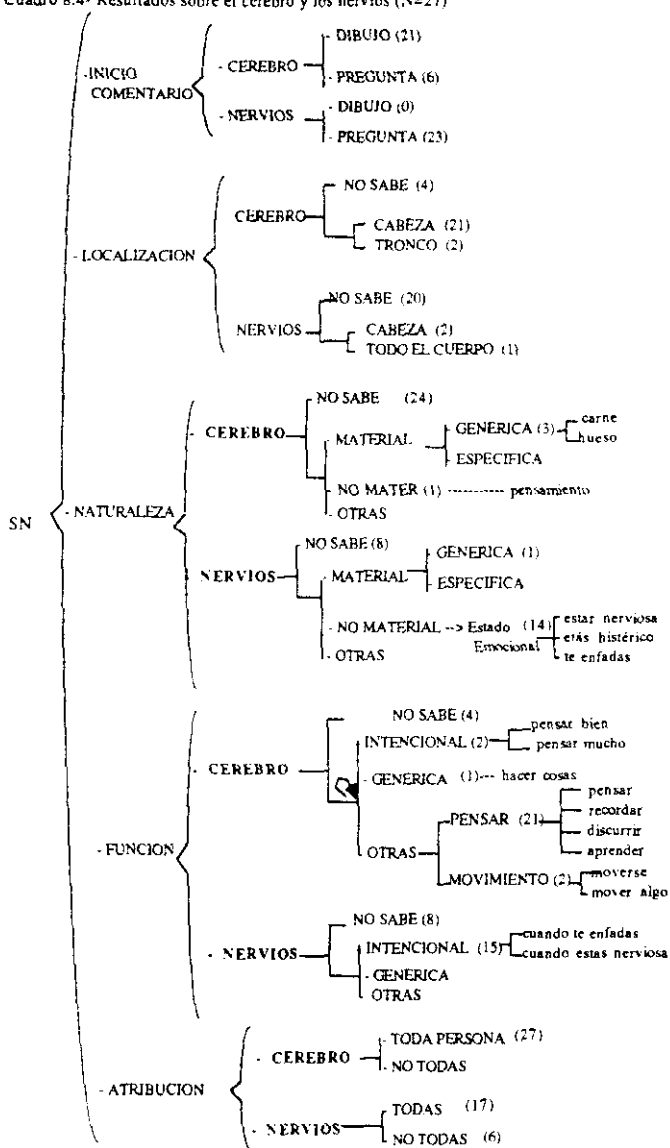 Cuadro 8.4- Resultados sobre el cerebro y los nervios (N=27)
SN
- INICIO COMENTARIO
- CEREBRO
- DIBUJO (21)
- PREGUNTA (6)
- NERVIOS
- DIBUJO (0)
- PREGUNTA (23)
- LOCALIZACION
CEREBRO
NO SABE (4)
CABEZA (21)
TRONCO (2)
NERVIOS
NO SABE (20)
CABEZA (2)
TODO EL CUERPO (1)
- NATURALEZA
- CEREBRO
NO SABE (24)
MATERIAL
- GENERICA (3)
carne
hueso
- ESPECIFICA
- NO MATER (1) ---------- pensamiento
- OTRAS
NERVIOS
NO SABE (8)
- MATERIAL
GENERICA (1)
- ESPECIFICA
- NO MATERIAL --> Estado Emocional (14)
estar nerviosa
estás histérico
te enfadas
- OTRAS
- FUNCION
- CEREBRO
NO SABE (4)
INTENCIONAL (2)
pensar bien
pensar mucho
- GENERICA (1)--- hacer cosas
OTRAS
PENSAR (21)
pensar
recordar
discurrir
aprender
MOVIMIENTO (2)
moverse
mover algo
- NERVIOS
NO SABE (8)
INTENCIONAL (15)
cuando te enfadas
cuando estas nerviosa
- GENERICA
OTRAS
- ATRIBUCION
- CEREBRO
- TODA PERSONA (27)
- NO TODAS
- NERVIOS
TODAS (17)
NO TODAS (6)